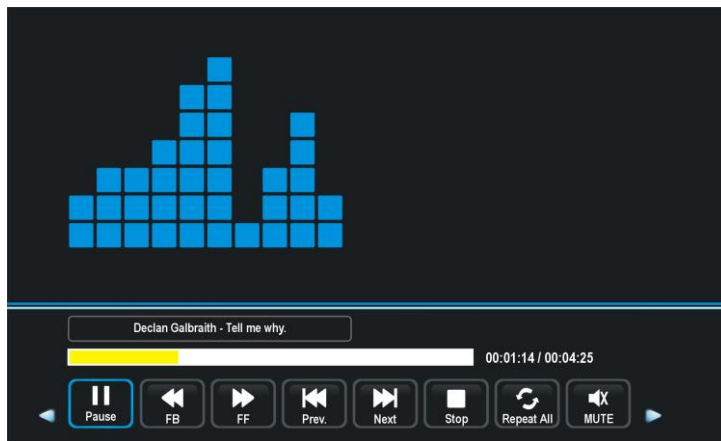 Declan Galbraith - Tell me why.
00:01:14 / 00:04:25
Pause FB FF Prev. Next Stop Repeat All MUTE